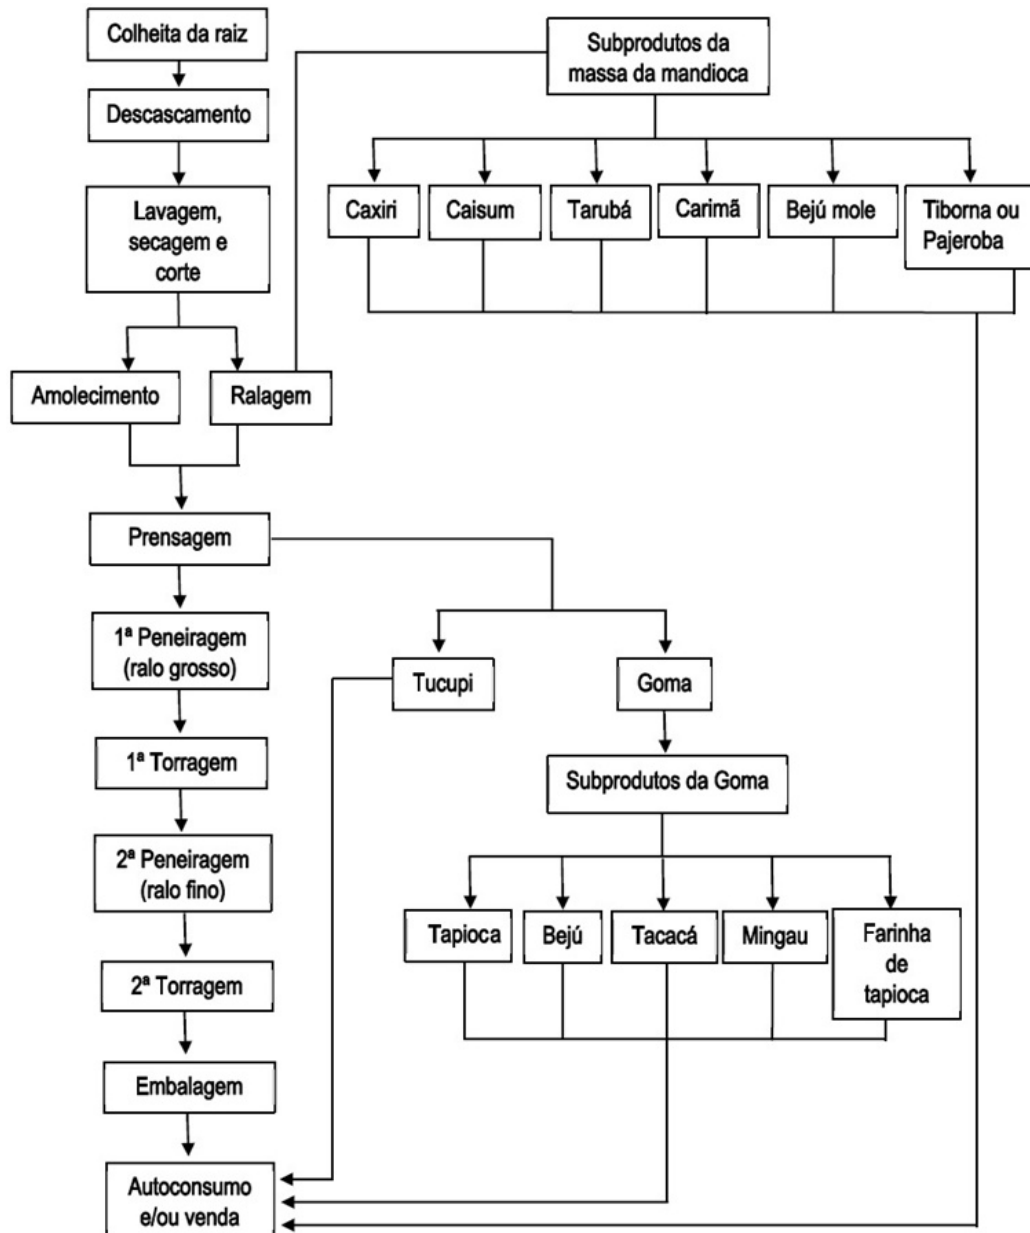 Colheita da raiz
Subprodutos da
massa da mandioca
Descascamento
Lavagem,
secagem e
corte
Caxiri
Caisum
Tarubá
Carimã
Bejú mole
Tiborna ou
Pajeroba
Amolecimento
Ralagem
Prensagem
1ª Peneiragem
(ralo grosso)
Tucupi
Goma
1ª Torragem
Subprodutos da Goma
2ª Peneiragem
(ralo fino)
Tapioca
Bejú
Tacacá
Mingau
Farinha
de
tapioca
2ª Torragem
Embalagem
Autoconsumo
e/ou venda